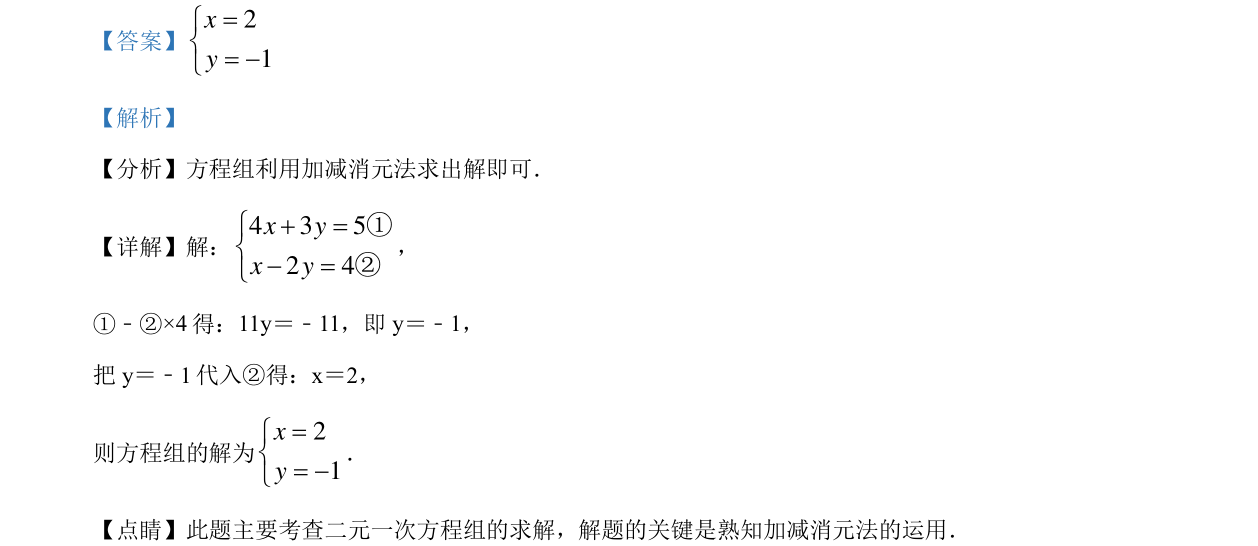 【答案】{x=2
y=−1
【解析】
【分析】方程组利用加减消元法求出解即可．
【详解】解：{4x+3y=5①
x−2y=4②，
①﹣②×4得：11y＝﹣11，即y＝﹣1，
把y＝﹣1代入②得：x＝2，
则方程组的解为{x=2
y=−1．
【点睛】此题主要考查二元一次方程组的求解，解题的关键是熟知加减消元法的运用．